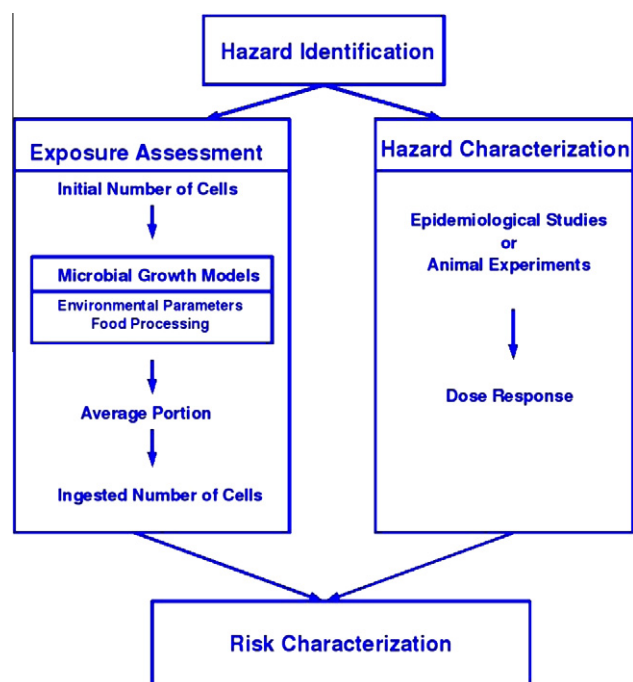 Hazard Identification
Exposure Assessment
Initial Number of Cells
Microbial Growth Models
Environmental Parameters
Food Processing
Average Portion
Ingested Number of Cells
Hazard Characterization
Epidemiological Studies
or
Animal Experiments
Dose Response
Risk Characterization